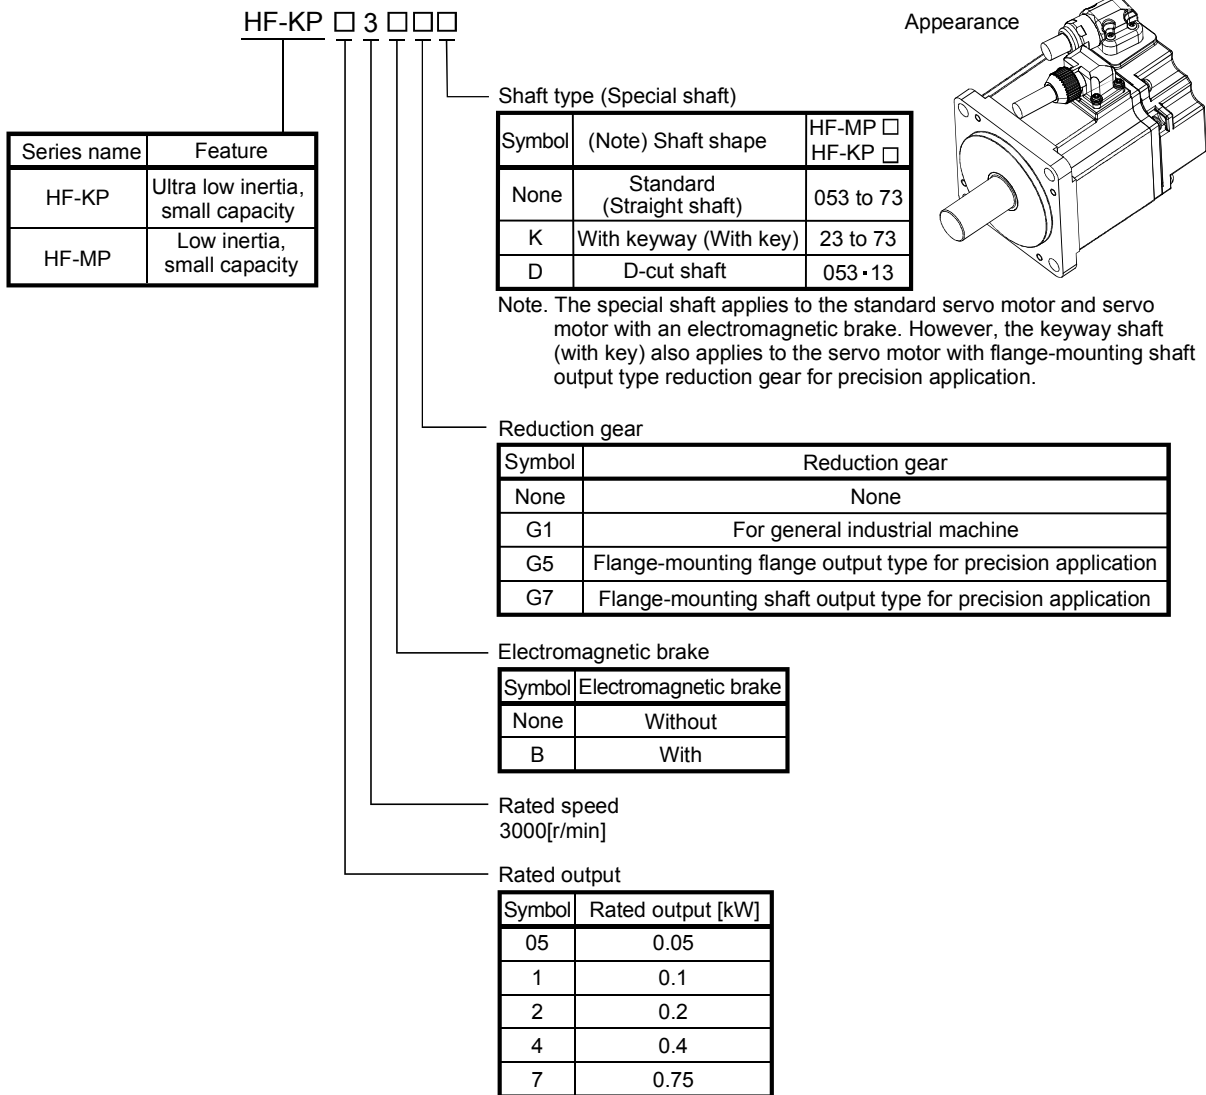 HF-KP □ 3 □ □ □
Appearance
Series name Feature
HF-KP Ultra low inertia,
small capacity
HF-MP Low inertia,
small capacity
Shaft type (Special shaft)
Symbol (Note) Shaft shape HF-MP □
HF-KP □
None Standard
(Straight shaft) 053 to 73
K With keyway (With key) 23 to 73
D D-cut shaft 053・13
Note. The special shaft applies to the standard servo motor and servo
motor with an electromagnetic brake. However, the keyway shaft
(with key) also applies to the servo motor with flange-mounting shaft
output type reduction gear for precision application.
Reduction gear
Symbol Reduction gear
None None
G1 For general industrial machine
G5 Flange-mounting flange output type for precision application
G7 Flange-mounting shaft output type for precision application
Electromagnetic brake
Symbol Electromagnetic brake
None Without
B With
Rated speed
3000[r/min]
Rated output
Symbol Rated output [kW]
05 0.05
1 0.1
2 0.2
4 0.4
7 0.75